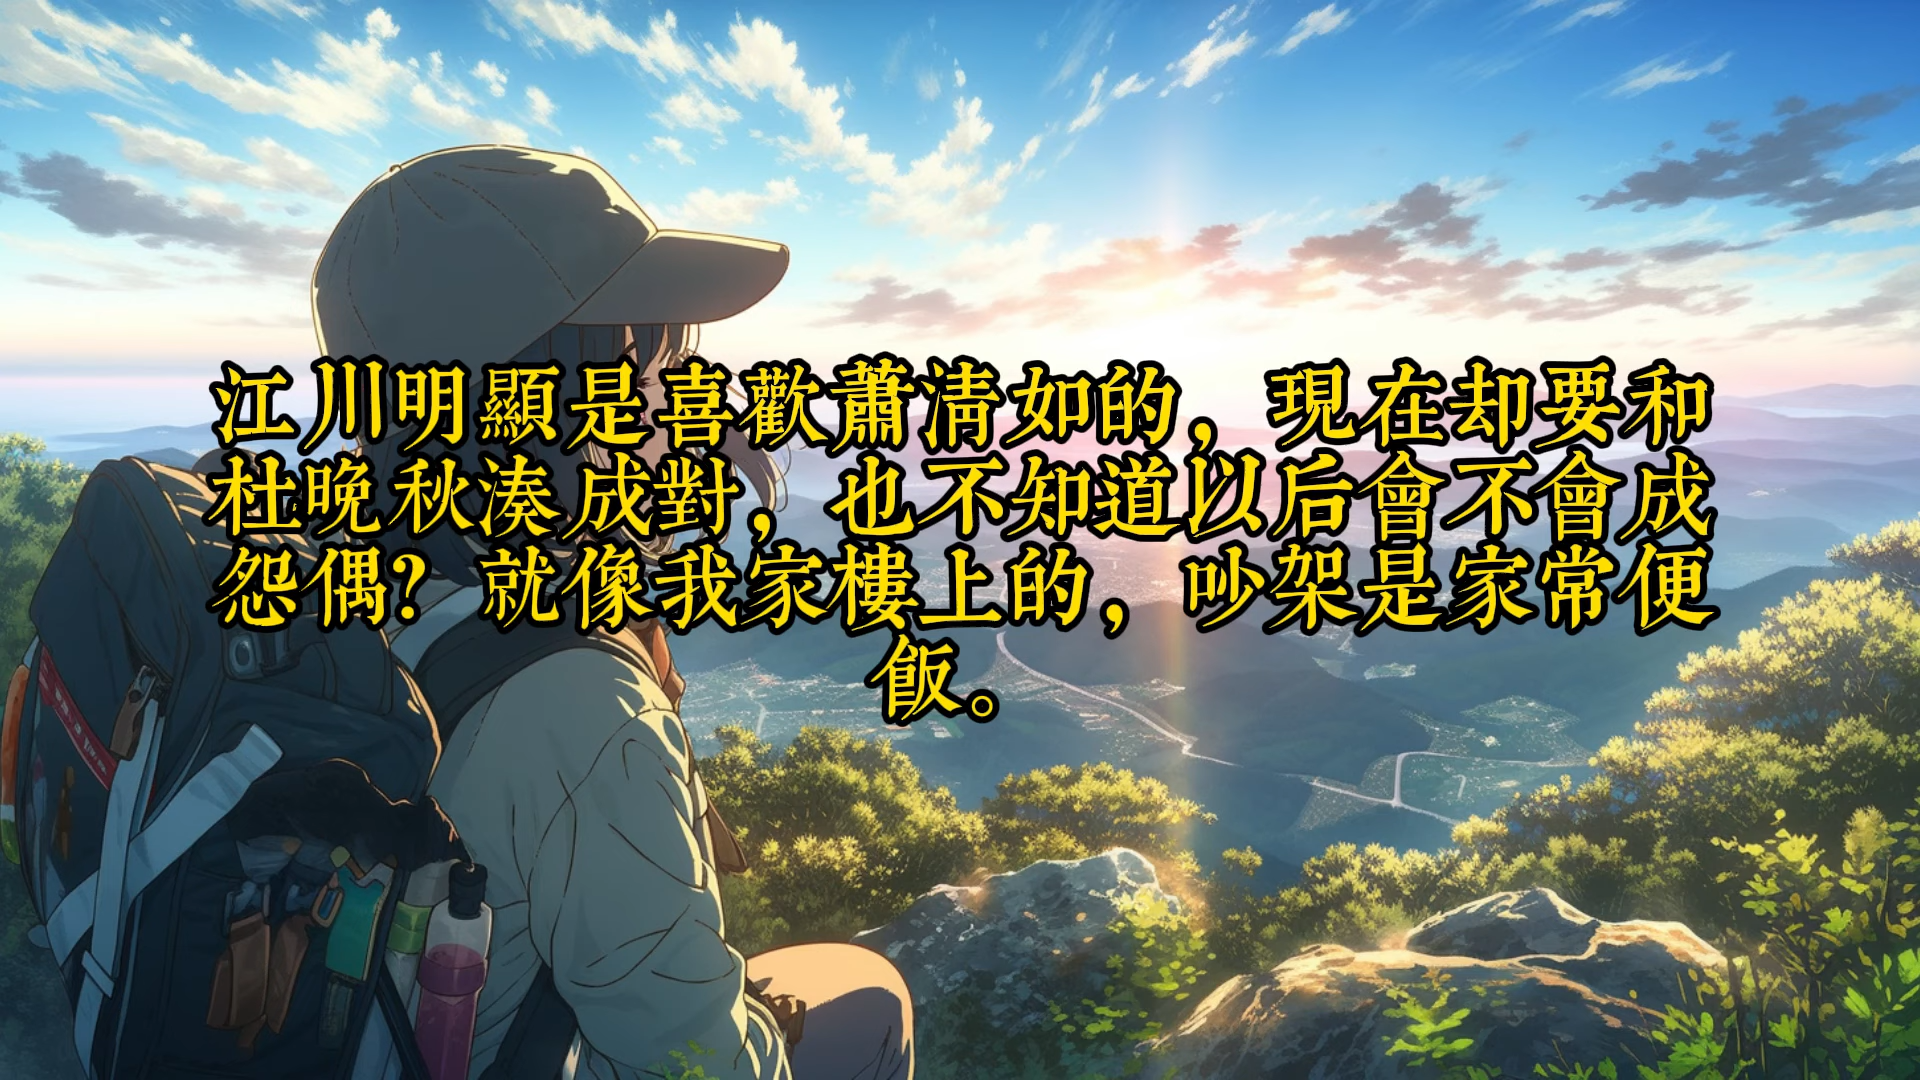 江川明顯是喜歡蕭清如的，現在却要和
杜晚秋湊成對，也不知道以后會不會成
怨偶？就像我家樓上的，吵架是家常便
飯。